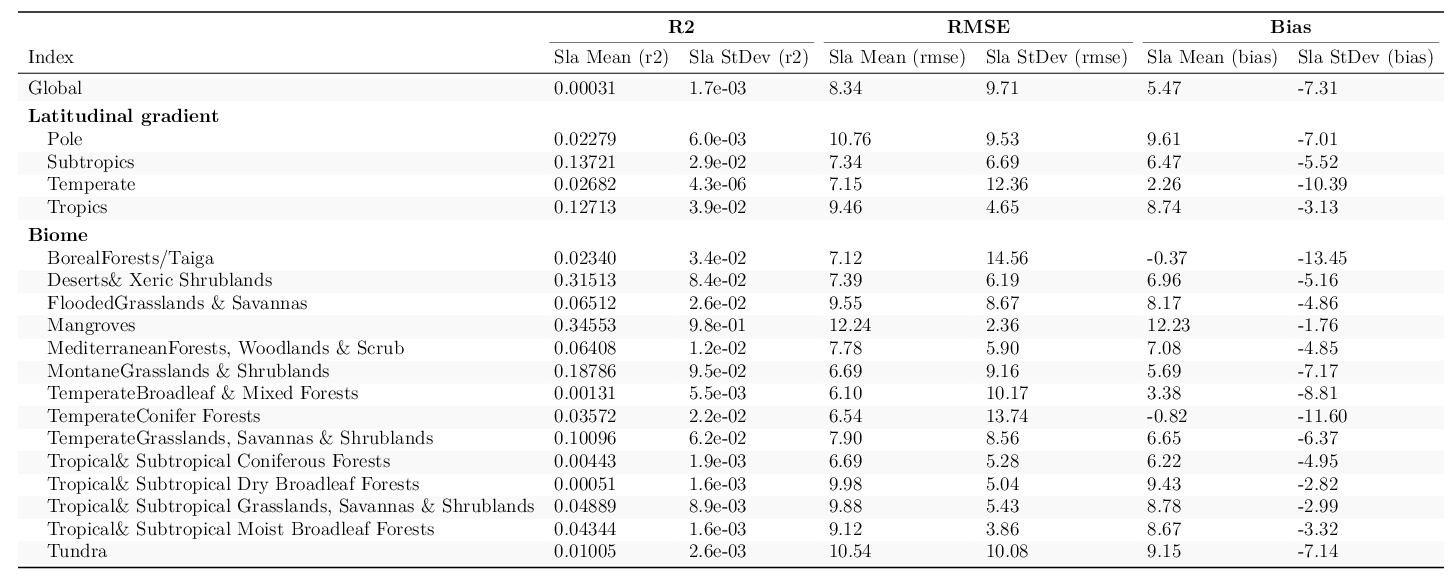 R2 RMSE Bias
Index Sla Mean (r2) Sla StDev (r2) Sla Mean (rmse) Sla StDev (rmse) Sla Mean (bias) Sla StDev (bias)
Global 0.00031 1.7e-03 8.34 9.71 5.47 -7.31
Latitudinal gradient
Pole 0.02279 6.0e-03 10.76 9.53 9.61 -7.01
Subtropics 0.13721 2.9e-02 7.34 6.69 6.47 -5.52
Temperate 0.02682 4.3e-06 7.15 12.36 2.26 -10.39
Tropics 0.12713 3.9e-02 9.46 4.65 8.74 -3.13
Biome
BorealForests/Taiga 0.02340 3.4e-02 7.12 14.56 -0.37 -13.45
Deserts& Xeric Shrublands 0.31513 8.4e-02 7.39 6.19 6.96 -5.16
FloodedGrasslands & Savannas 0.06512 2.6e-02 9.55 8.67 8.17 -4.86
Mangroves 0.34553 9.8e-01 12.24 2.36 12.23 -1.76
MediterraneanForests, Woodlands & Scrub 0.06408 1.2e-02 7.78 5.90 7.08 -4.85
MontaneGrasslands & Shrublands 0.18786 9.5e-02 6.69 9.16 5.69 -7.17
TemperateBroadleaf & Mixed Forests 0.00131 5.5e-03 6.10 10.17 3.38 -8.81
TemperateConifer Forests 0.03572 2.2e-02 6.54 13.74 -0.82 -11.60
TemperateGrasslands, Savannas & Shrublands 0.10096 6.2e-02 7.90 8.56 6.65 -6.37
Tropical& Subtropical Coniferous Forests 0.00443 1.9e-03 6.69 5.28 6.22 -4.95
Tropical& Subtropical Dry Broadleaf Forests 0.00051 1.6e-03 9.98 5.04 9.43 -2.82
Tropical& Subtropical Grasslands, Savannas & Shrublands 0.04889 8.9e-03 9.88 5.43 8.78 -2.99
Tropical& Subtropical Moist Broadleaf Forests 0.04344 1.6e-03 9.12 3.86 8.67 -3.32
Tundra 0.01005 2.6e-03 10.54 10.08 9.15 -7.14